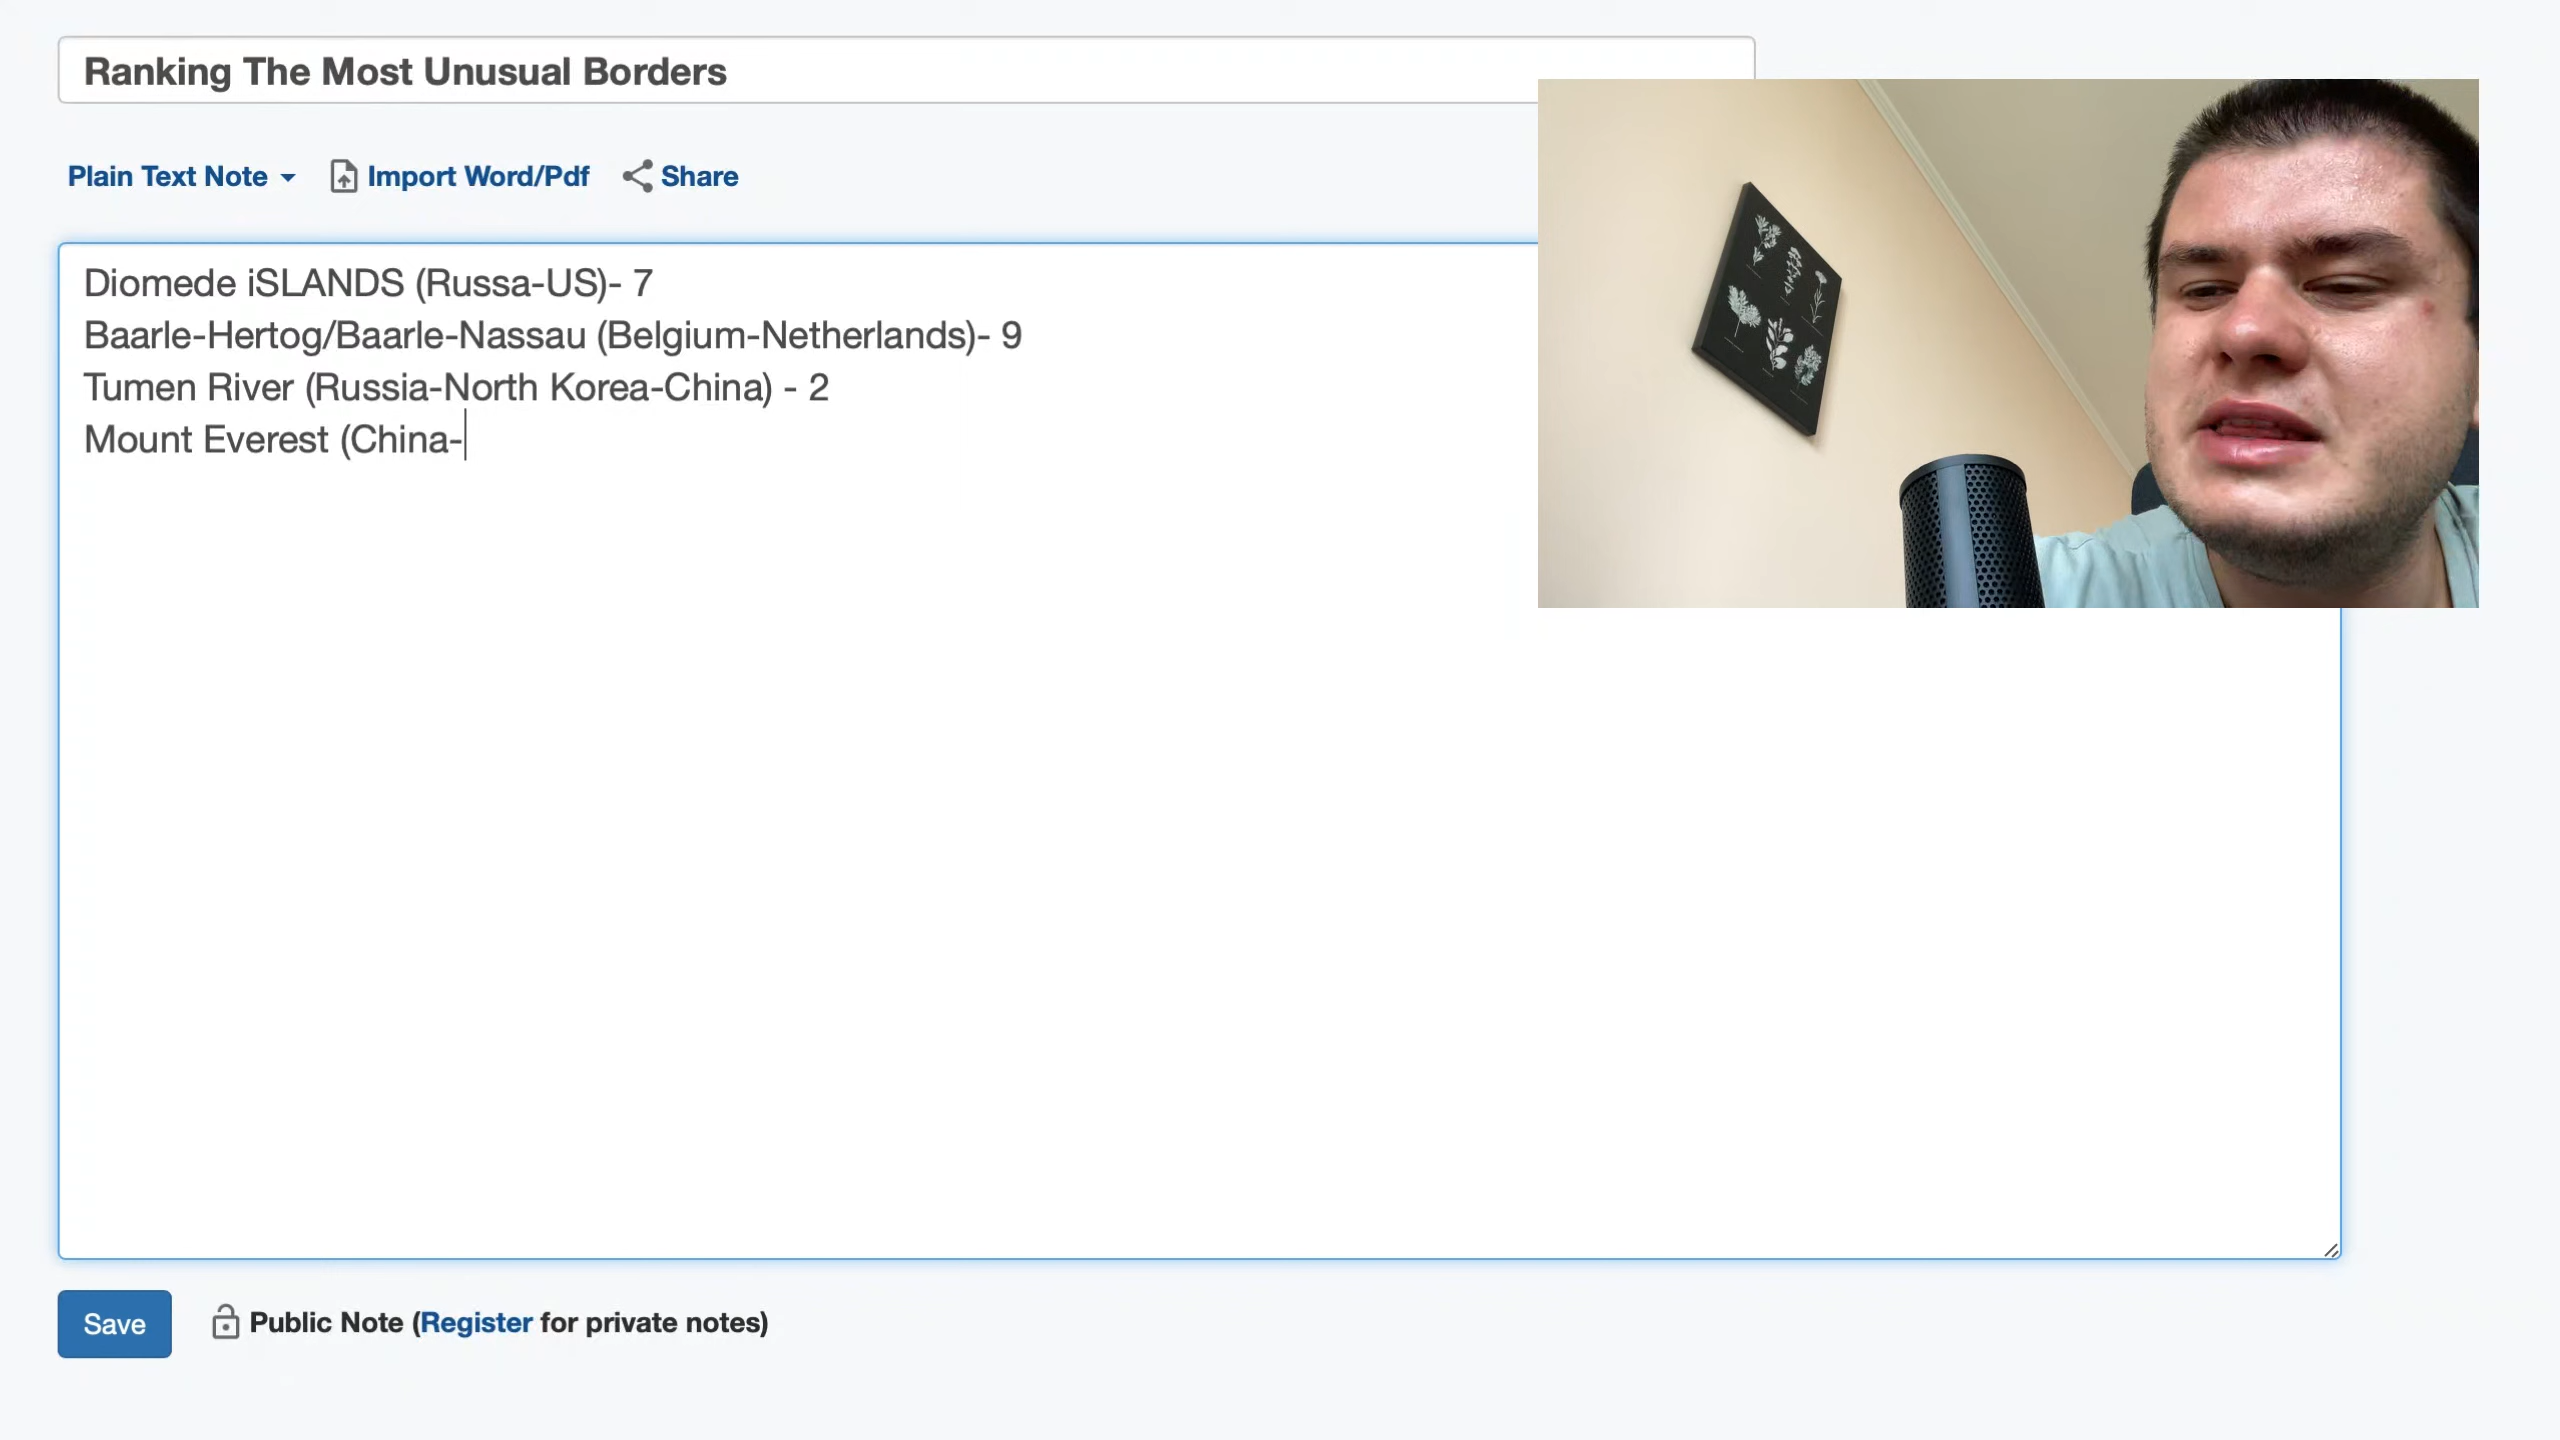 Ranking The Most Unusual Borders
Plain Text Note
Import Word/Pdf
Share
Diomede iSLANDS (Russa-US)- 7
Baarle-Hertog/Baarle-Nassau (Belgium-Netherlands)- 9
Tumen River (Russia-North Korea-China) - 2
Mount Everest (China-
Save
Public Note (Register for private notes)